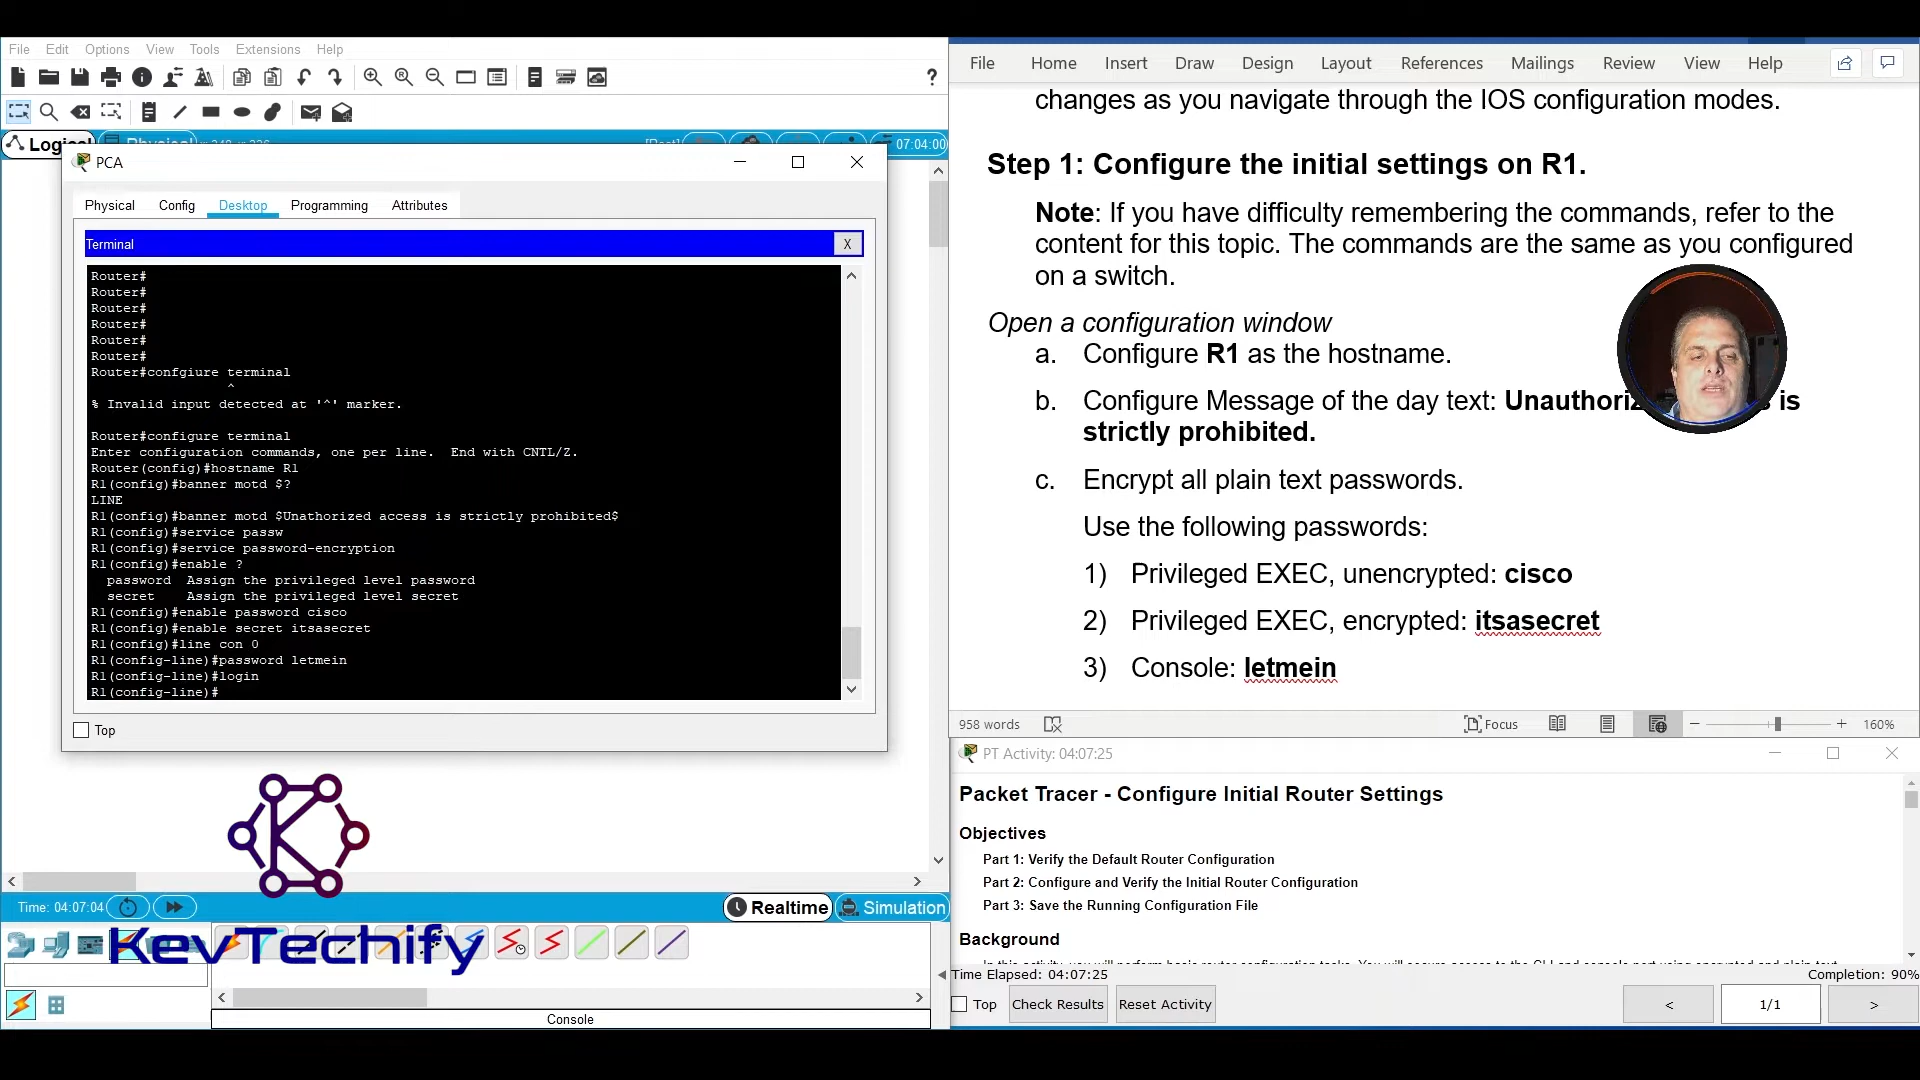 File Edit Options View Tools Extensions Help
?
Logical Physical [Root] 07:04:00
PCA
Physical Config Desktop Programming Attributes
Terminal X
Router#
Router#
Router#
Router#
Router#
Router#
Router#confgiure terminal
^
% Invalid input detected at '^' marker.
Router#configure terminal
Enter configuration commands, one per line. End with CNTL/Z.
Router(config)#hostname R1
R1(config)#banner motd $?
LINE
R1(config)#banner motd $Unathorized access is strictly prohibited$
R1(config)#service passw
R1(config)#service password-encryption
R1(config)#enable ?
password Assign the privileged level password
secret Assign the privileged level secret
R1(config)#enable password cisco
R1(config)#enable secret itsasecret
R1(config)#line con 0
R1(config-line)#password letmein
R1(config-line)#login
R1(config-line)#
Top
Time: 04:07:04
Realtime Simulation
KevTechify
Console
File Home Insert Draw Design Layout References Mailings Review View Help
changes as you navigate through the IOS configuration modes.
Step 1: Configure the initial settings on R1.
Note: If you have difficulty remembering the commands, refer to the
content for this topic. The commands are the same as you configured
on a switch.
Open a configuration window
a. Configure R1 as the hostname.
b. Configure Message of the day text: Unauthoriz s is
strictly prohibited.
c. Encrypt all plain text passwords.
Use the following passwords:
1) Privileged EXEC, unencrypted: cisco
2) Privileged EXEC, encrypted: itsasecret
3) Console: letmein
958 words Focus 160%
PT Activity: 04:07:25
Packet Tracer - Configure Initial Router Settings
Objectives
Part 1: Verify the Default Router Configuration
Part 2: Configure and Verify the Initial Router Configuration
Part 3: Save the Running Configuration File
Background
Time Elapsed: 04:07:25 Completion: 90%
Top Check Results Reset Activity < 1/1 >